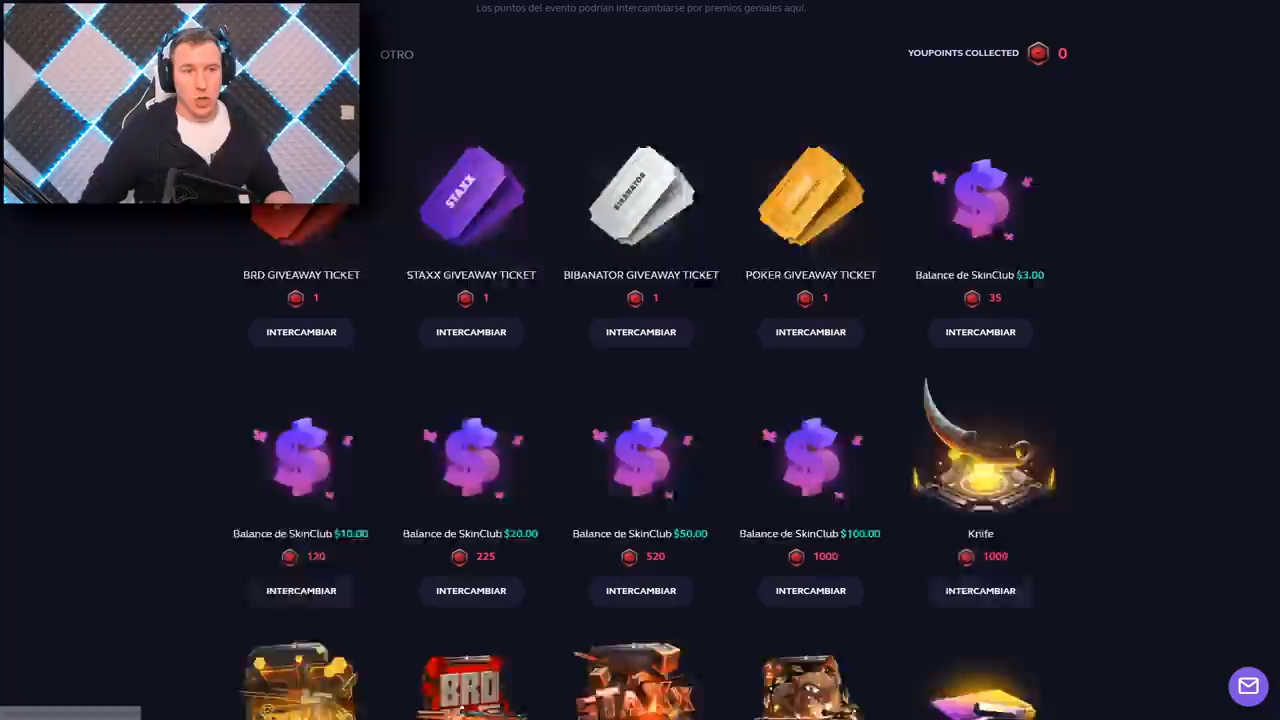 Los puntos del evento podrían intercambiarse por premios geniales aquí.
OTRO
YOUPOINTS COLLECTED 0
STAXX
BIBANATOR
BRD GIVEAWAY TICKET
STAXX GIVEAWAY TICKET
BIBANATOR GIVEAWAY TICKET
POKER GIVEAWAY TICKET
Balance de SkinClub $3.00
1
1
1
1
35
INTERCAMBIAR
INTERCAMBIAR
INTERCAMBIAR
INTERCAMBIAR
INTERCAMBIAR
Balance de SkinClub $10.00
Balance de SkinClub $20.00
Balance de SkinClub $50.00
Balance de SkinClub $100.00
Knife
120
225
520
1000
1000
INTERCAMBIAR
INTERCAMBIAR
INTERCAMBIAR
INTERCAMBIAR
INTERCAMBIAR
BRD
STAXX